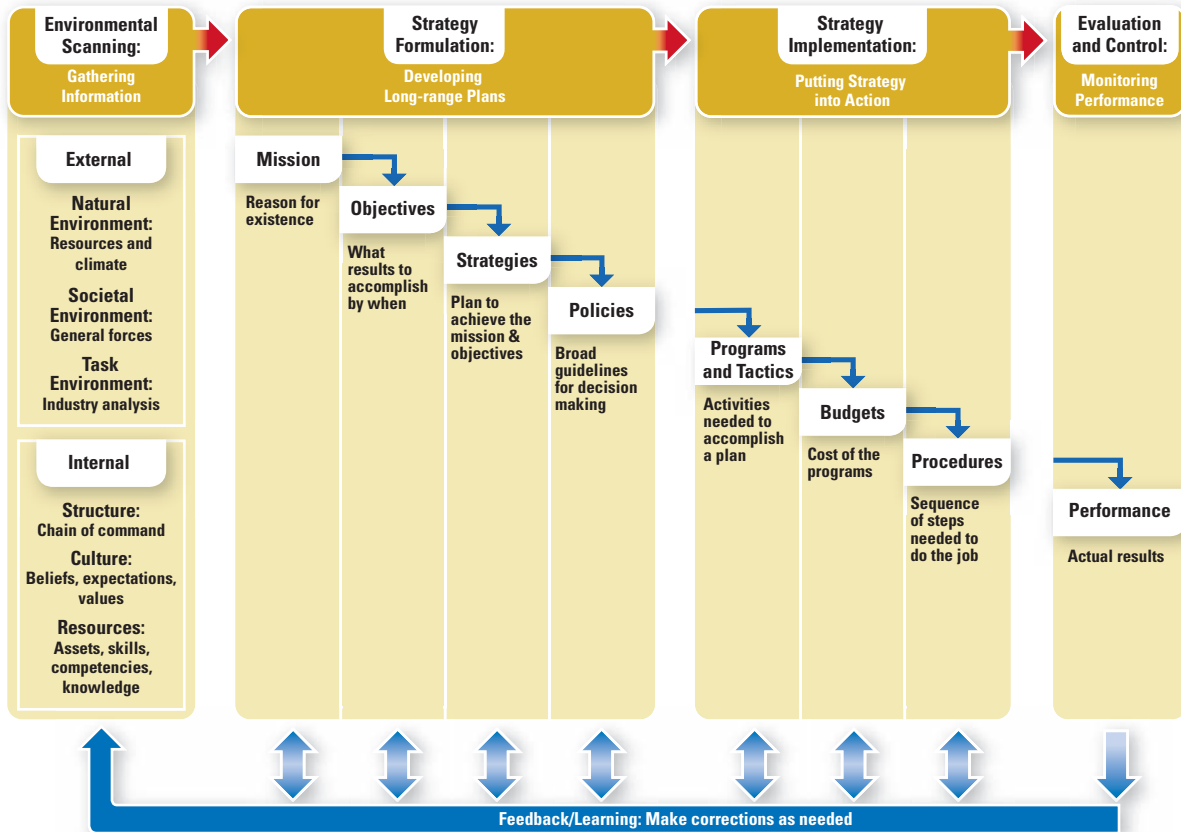 Environmental
Scanning:
Gathering
Information
Strategy
Formulation:
Developing
Long-range Plans
Strategy
Implementation:
Putting Strategy
into Action
Evaluation
and Control:
Monitoring
Performance
External
Natural
Environment:
Resources and
climate
Societal
Environment:
General forces
Task
Environment:
Industry analysis
Internal
Structure:
Chain of command
Culture:
Beliefs, expectations,
values
Resources:
Assets, skills,
competencies,
knowledge
Mission
Reason for
existence
Objectives
What
results to
accomplish
by when
Strategies
Plan to
achieve the
mission &
objectives
Policies
Broad
guidelines
for decision
making
Programs
and Tactics
Activities
needed to
accomplish
a plan
Budgets
Cost of the
programs
Procedures
Sequence
of steps
needed to
do the job
Performance
Actual results
Feedback/Learning: Make corrections as needed